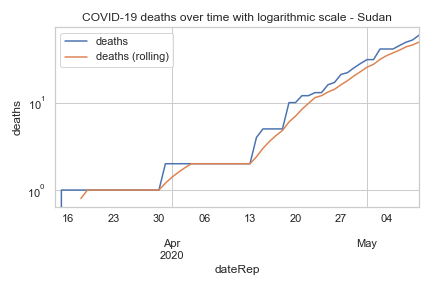 COVID-19 deaths over time with logarithmic scale - Sudan
deaths
deaths (rolling)
deaths
10¹
10⁰
16 23 30 06 13 20 27 04
Apr May
2020
dateRep